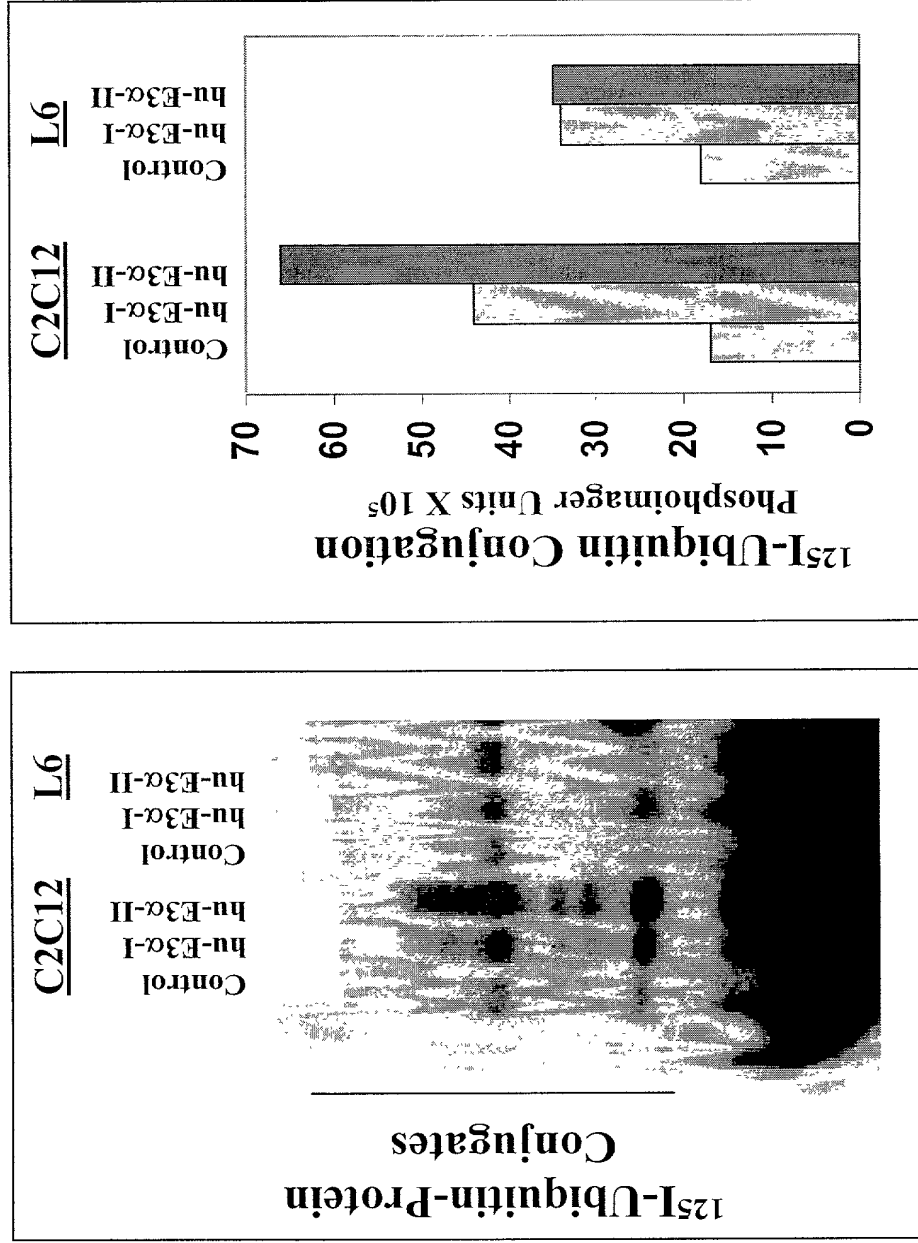 C2C12
L6
Control
hu-E3α-I
hu-E3α-II
Control
hu-E3α-I
hu-E3α-II
¹²⁵I-Ubiquitin Conjugation
Phosphoimager Units X 10⁵
70
60
50
40
30
20
10
0
C2C12
L6
Control
hu-E3α-I
hu-E3α-II
Control
hu-E3α-I
hu-E3α-II
¹²⁵I-Ubiquitin-Protein
Conjugates